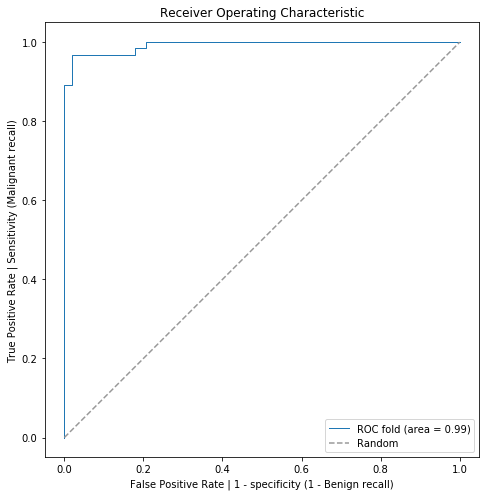 Receiver Operating Characteristic
True Positive Rate | Sensitivity (Malignant recall)
1.0
0.8
0.6
0.4
0.2
0.0
0.0 0.2 0.4 0.6 0.8 1.0
ROC fold (area = 0.99)
Random
False Positive Rate | 1 - specificity (1 - Benign recall)